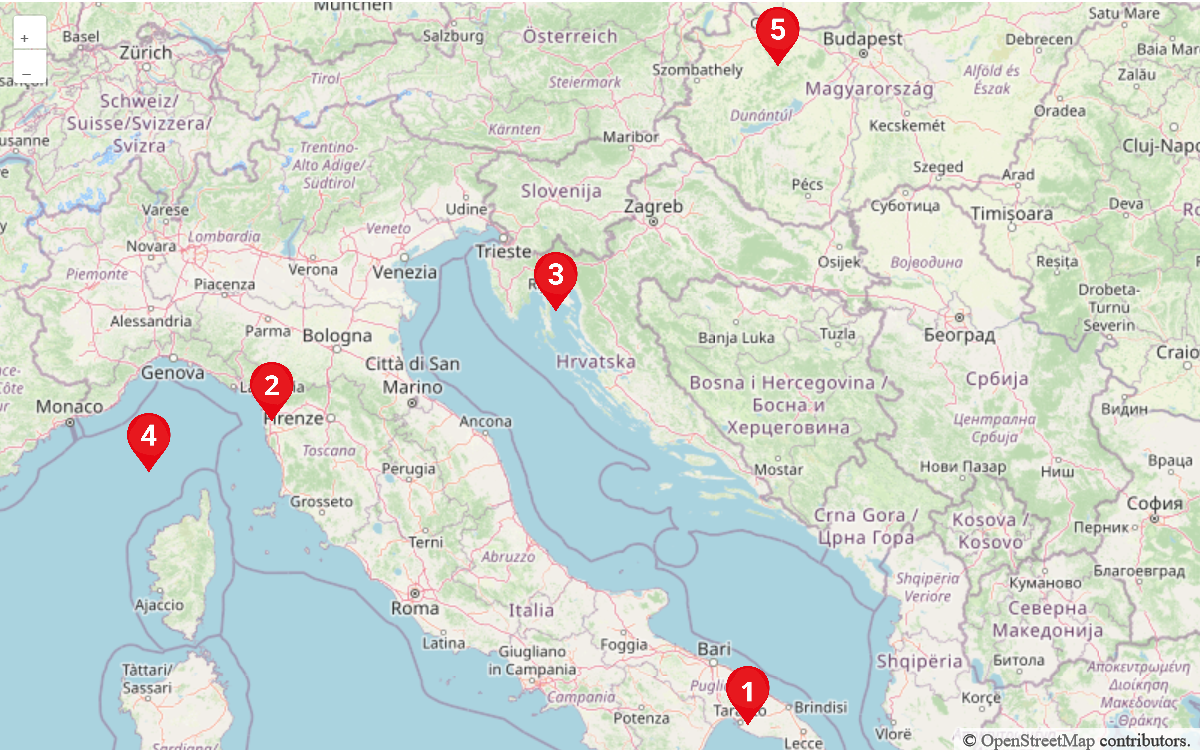 München
Satu Mare
Basel
Zürich
Salzburg
Österreich
5
Budapest
Debrecen
Baia Mar
+
−
Tirol
Steiermark
Szombathely
Magyarország
Alföld és
Észak
Zalău
Schweiz/
Suisse/Svizzera/
Svizra
Oradea
Dunántúl
Kecskemét
usanne
Kärnten
Maribor
Cluj-Napo
Trentino-
Alto Adige/
Südtirol
Szeged
Arad
Slovenija
Pécs
Varese
Udine
Zagreb
Суботица
Timișoara
Deva
Lombardia
Veneto
Novara
Trieste
Piemonte
Verona
Venezia
Osijek
Војводина
Reșița
Piacenza
3
Drobeta-
Turnu
Severin
Alessandria
Parma
Bologna
Banja Luka
Tuzla
Београд
Craio
Genova
Città di San
Marino
Hrvatska
Bosna i Hercegovina /
Босна и
Херцеговина
Србија
2
Monaco
Firenze
Ancona
Централна
Србија
Видин
4
Toscana
Perugia
Mostar
Нови Пазар
Ниш
Враца
Grosseto
Crna Gora /
Црна Гора
Kosova /
Kosovo
София
Перник
Terni
Abruzzo
Shqipëria
Veriore
Куманово
Благоевград
Ajaccio
Roma
Italia
Северна
Македонија
Latina
Giugliano
in Campania
Foggia
Bari
Shqipëria
Битола
Tàttari/
Sassari
Campania
Potenza
1
Brindisi
Lecce
Korçë
Vlorë
Αποκεντρωμένη
Διοίκηση
Μακεδονίας
- Θράκης
Sardigna/
© OpenStreetMap contributors.